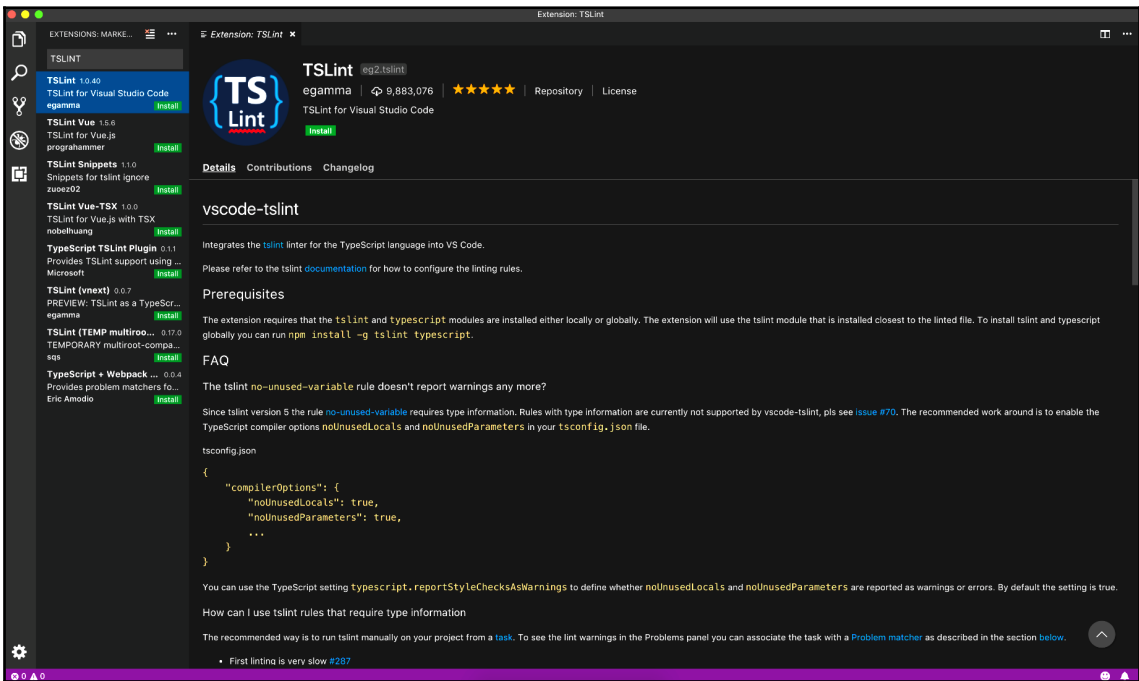 Extension: TSLint
EXTENSIONS: MARKE...
TSLINT
TSLint 1.0.40
TSLint for Visual Studio Code
egamma Install
TSLint Vue 1.5.6
TSLint for Vue.js
prograhammer Install
TSLint Snippets 1.1.0
Snippets for tslint ignore
zuoez02 Install
TSLint Vue-TSX 1.0.0
TSLint for Vue.js with TSX
nobelhuang Install
TypeScript TSLint Plugin 0.1.1
Provides TSLint support using ...
Microsoft Install
TSLint (vnext) 0.0.7
PREVIEW: TSLint as a TypeScr...
egamma Install
TSLint (TEMP multiroo... 0.17.0
TEMPORARY multiroot-compa...
sqs Install
TypeScript + Webpack ... 0.0.4
Provides problem matchers fo...
Eric Amodio Install
Extension: TSLint
{TS}
Lint
TSLint eg2.tslint
egamma | 9,883,076 | ★★★★★ | Repository | License
TSLint for Visual Studio Code
Install
Details Contributions Changelog
vscode-tslint
Integrates the tslint linter for the TypeScript language into VS Code.
Please refer to the tslint documentation for how to configure the linting rules.
Prerequisites
The extension requires that the tslint and typescript modules are installed either locally or globally. The extension will use the tslint module that is installed closest to the linted file. To install tslint and typescript
globally you can run npm install -g tslint typescript.
FAQ
The tslint no-unused-variable rule doesn't report warnings any more?
Since tslint version 5 the rule no-unused-variable requires type information. Rules with type information are currently not supported by vscode-tslint, pls see issue #70. The recommended work around is to enable the
TypeScript compiler options noUnusedLocals and noUnusedParameters in your tsconfig.json file.
tsconfig.json
{
"compilerOptions": {
"noUnusedLocals": true,
"noUnusedParameters": true,
...
}
}
You can use the TypeScript setting typescript.reportStyleChecksAsWarnings to define whether noUnusedLocals and noUnusedParameters are reported as warnings or errors. By default the setting is true.
How can I use tslint rules that require type information
The recommended way is to run tslint manually on your project from a task. To see the lint warnings in the Problems panel you can associate the task with a Problem matcher as described in the section below.
• First linting is very slow #287
0 0